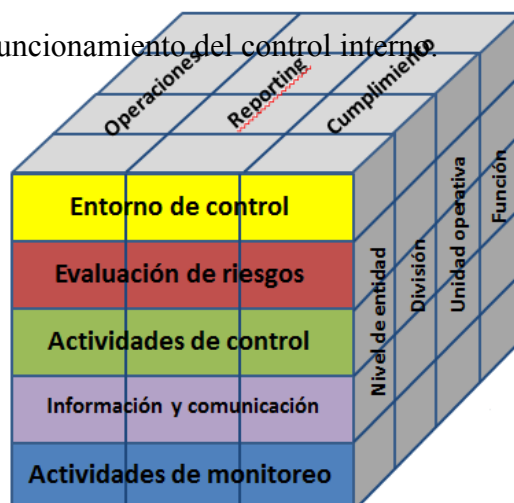 uncionamiento del control interno.
Operaciones
Reporting
Cumplimiento
Entorno de control
Evaluación de riesgos
Actividades de control
Información y comunicación
Actividades de monitoreo
Nivel de entidad
División
Unidad operativa
Función